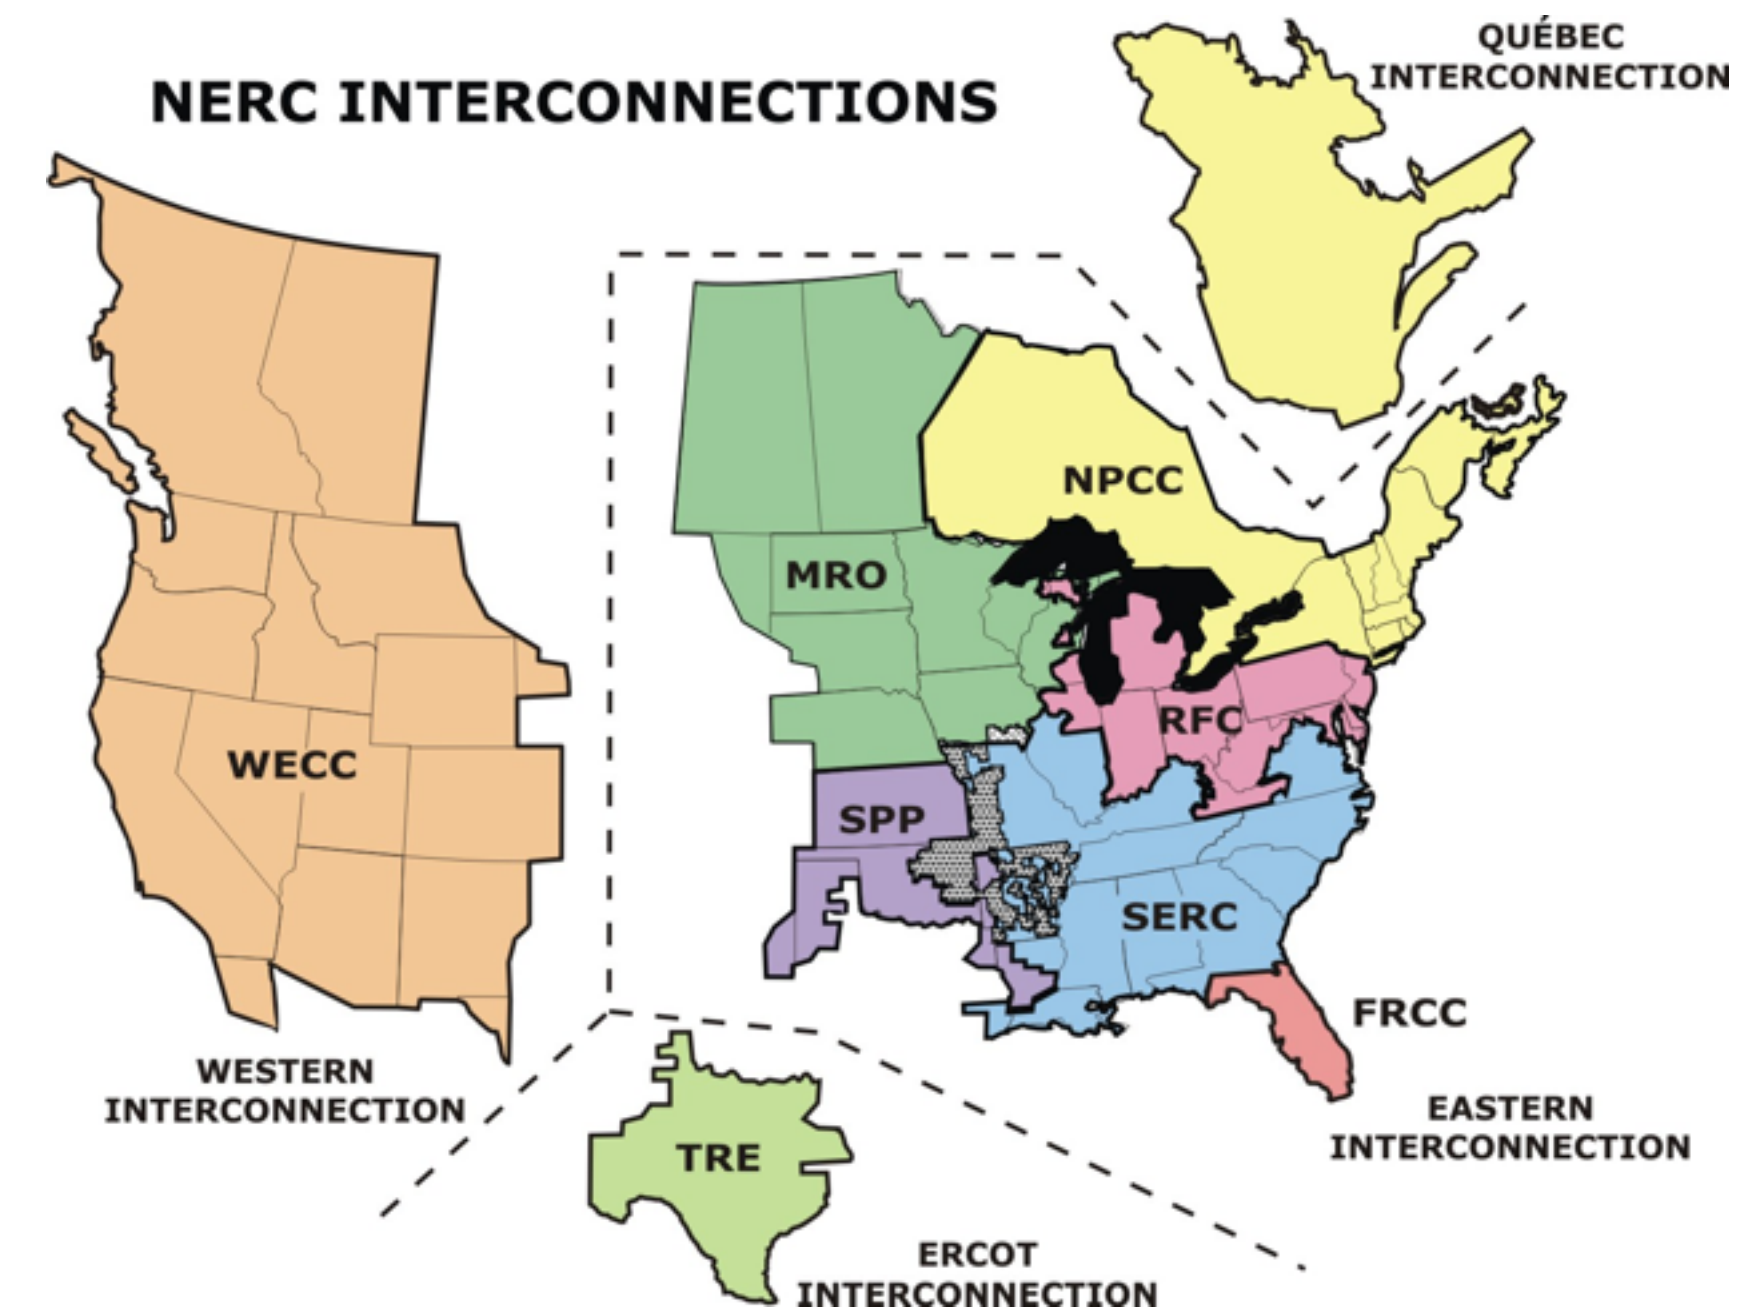 QUÉBEC
INTERCONNECTION
NERC INTERCONNECTIONS
NPCC
MRO
RFC
WECC
SPP
SERC
FRCC
WESTERN
INTERCONNECTION
EASTERN
INTERCONNECTION
TRE
ERCOT
INTERCONNECTION